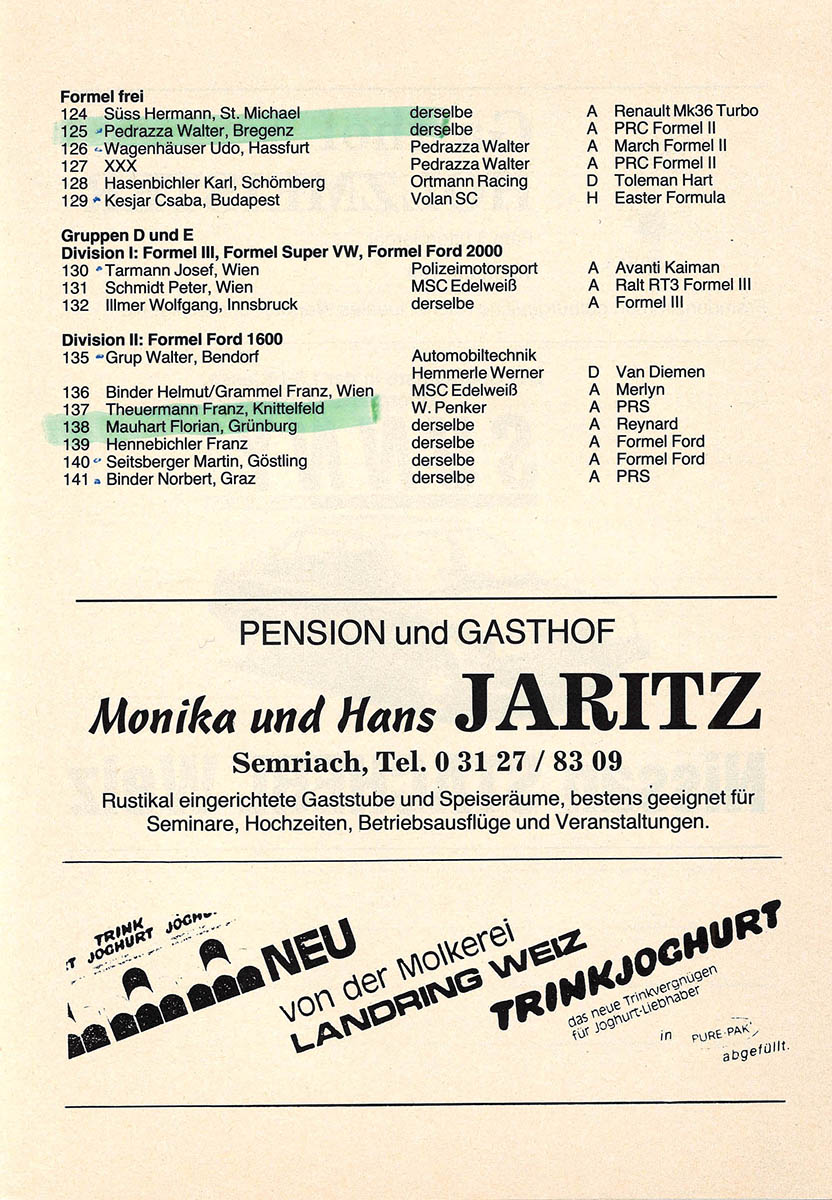 Formel frei
124 Süss Hermann, St. Michael derselbe A Renault Mk36 Turbo
125 Pedrazza Walter, Bregenz derselbe A PRC Formel II
126 Wagenhäuser Udo, Hassfurt Pedrazza Walter A March Formel II
127 XXX Pedrazza Walter A PRC Formel II
128 Hasenbichler Karl, Schömberg Ortmann Racing D Toleman Hart
129 Kesjar Csaba, Budapest Volan SC H Easter Formula
Gruppen D und E
Division I: Formel III, Formel Super VW, Formel Ford 2000
130 Tarmann Josef, Wien Polizeimotorsport A Avanti Kaiman
131 Schmidt Peter, Wien MSC Edelweiß A Ralt RT3 Formel III
132 Illmer Wolfgang, Innsbruck derselbe A Formel III
Division II: Formel Ford 1600
135 Grup Walter, Bendorf Automobiltechnik
Hemmerle Werner D Van Diemen
136 Binder Helmut/Grammel Franz, Wien MSC Edelweiß A Merlyn
137 Theuermann Franz, Knittelfeld W. Penker A PRS
138 Mauhart Florian, Grünburg derselbe A Reynard
139 Hennebichler Franz derselbe A Formel Ford
140 Seitsberger Martin, Göstling derselbe A Formel Ford
141 Binder Norbert, Graz derselbe A PRS
PENSION und GASTHOF
Monika und Hans JARITZ
Semriach, Tel. 0 31 27 / 83 09
Rustikal eingerichtete Gaststube und Speiseräume, bestens geeignet für
Seminare, Hochzeiten, Betriebsausflüge und Veranstaltungen.
TRINK
JOGHURT
NEU
von der Molkerei
LANDRING WEIZ
TRINKJOGHURT
das neue Trinkvergnügen
für Joghurt-Liebhaber
in PURE-PAK
abgefüllt.